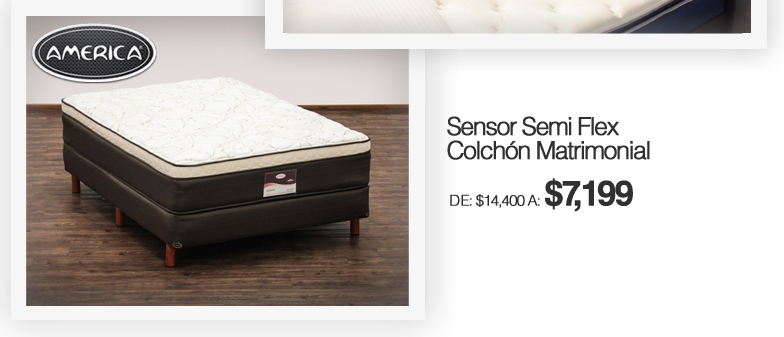 AMERICA
Sensor Semi Flex
Colchón Matrimonial
DE: $14,400 A: $7,199